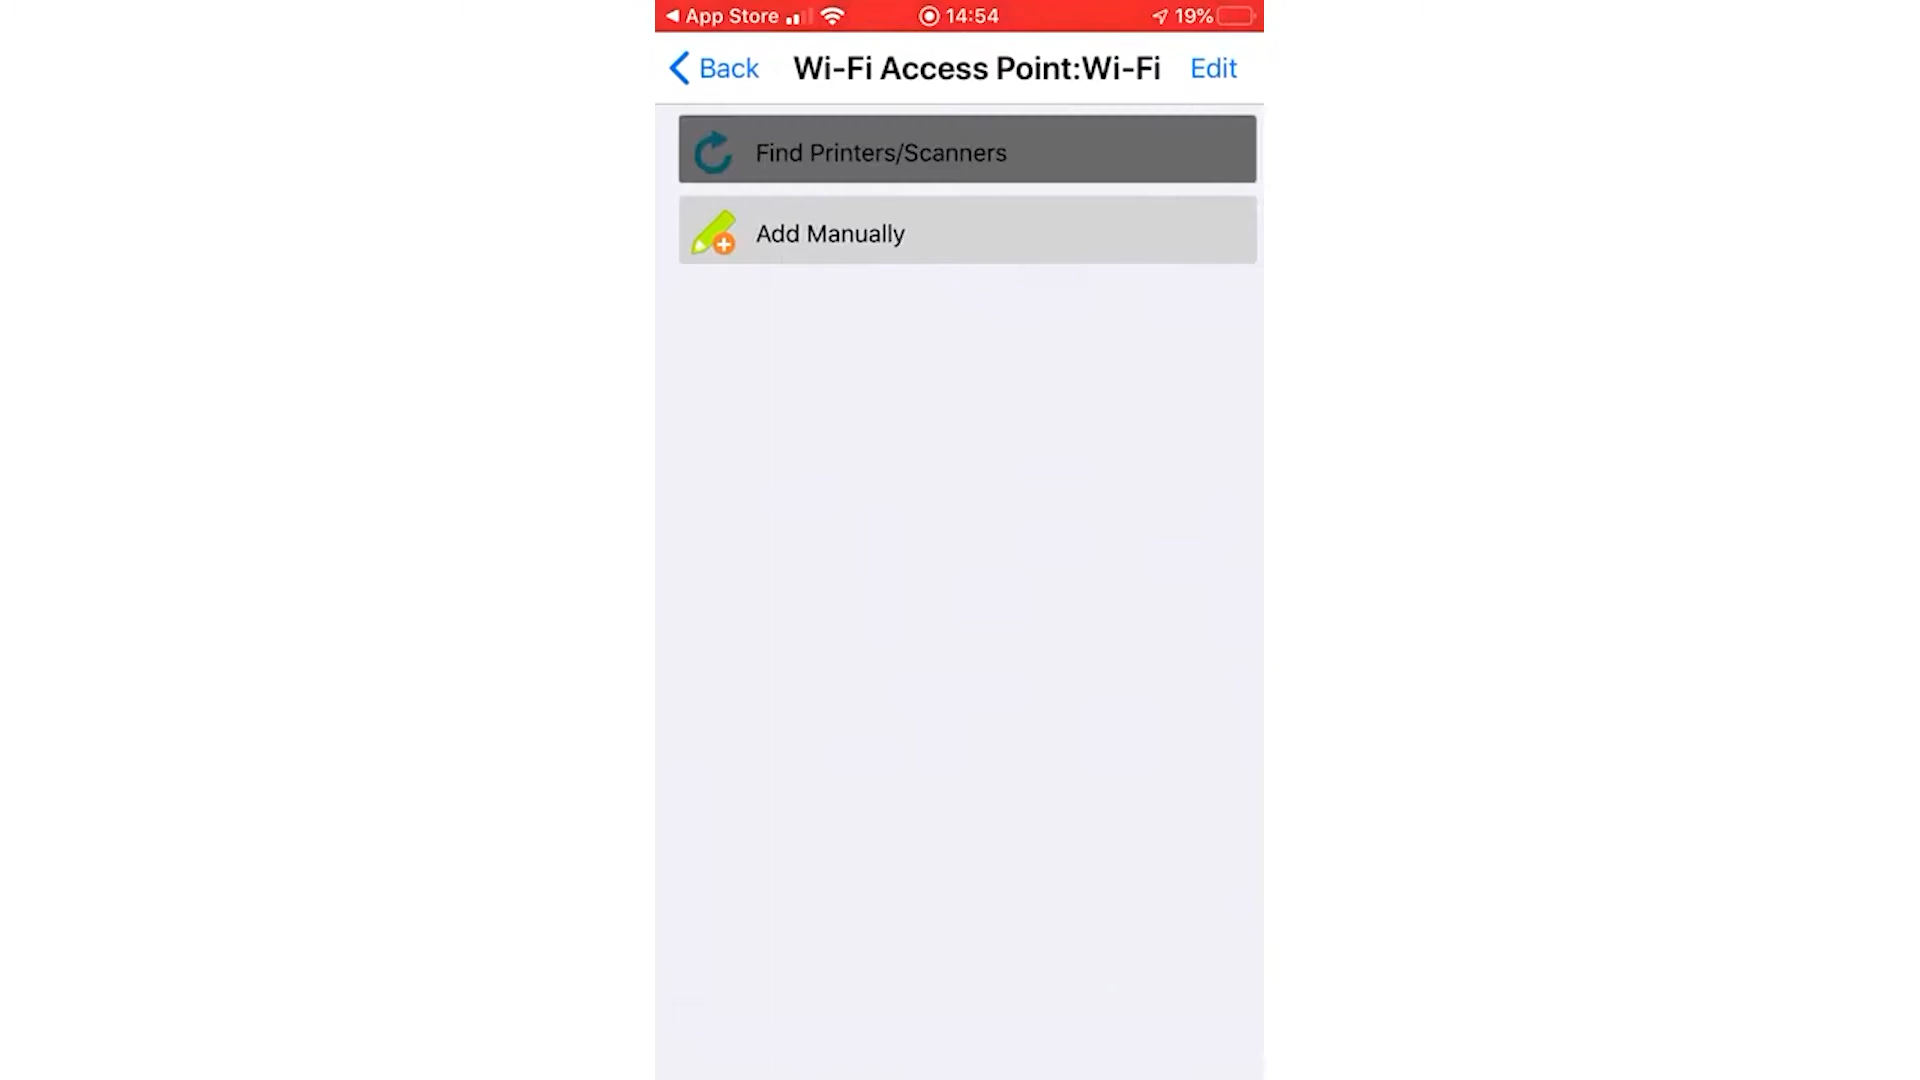 App Store 14:54 19%
Back Wi-Fi Access Point:Wi-Fi Edit
Find Printers/Scanners
Add Manually